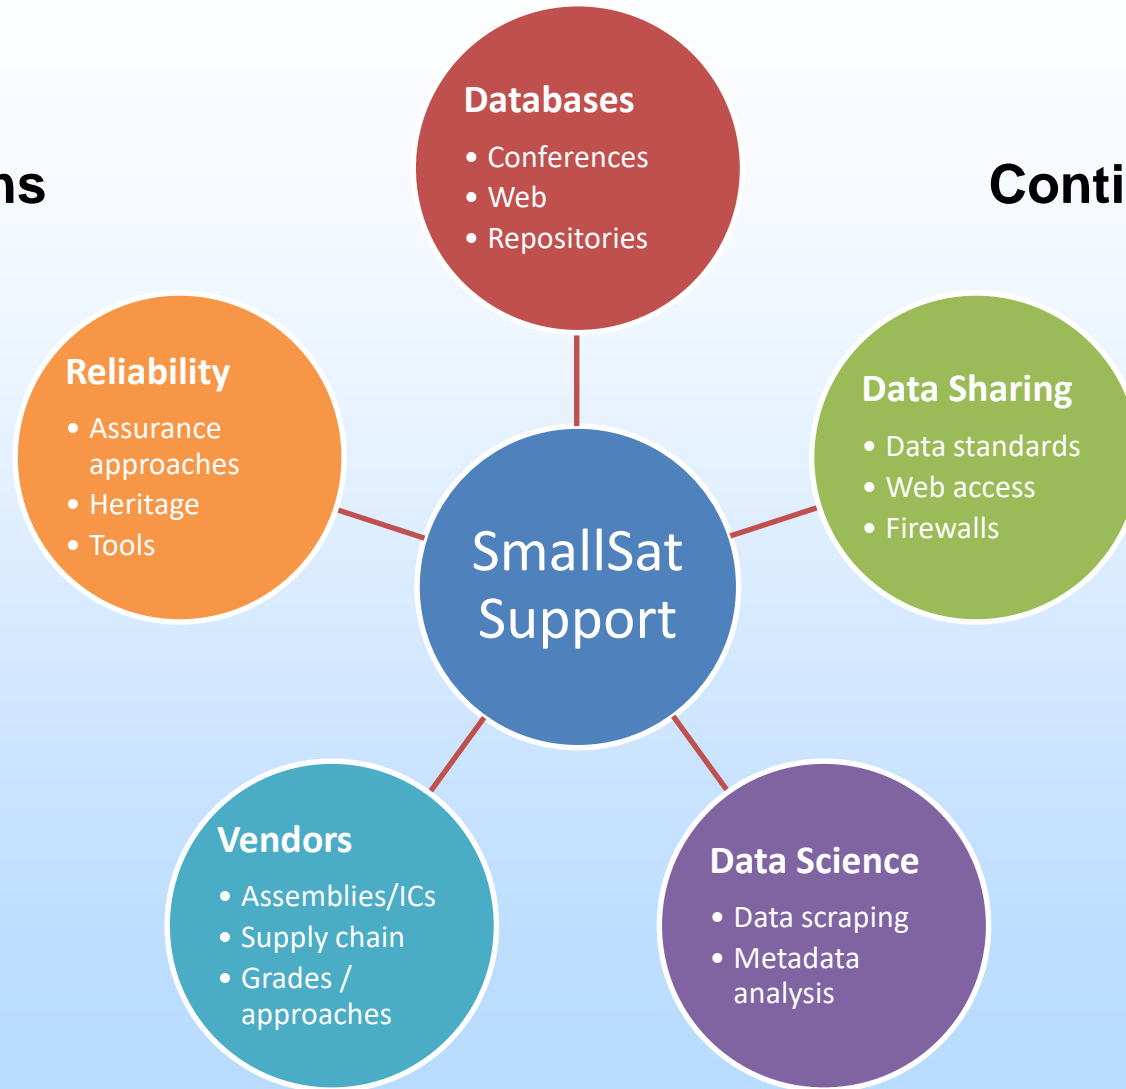 Databases
• Conferences
• Web
• Repositories
ns
Conti
Reliability
• Assurance
approaches
• Heritage
• Tools
Data Sharing
• Data standards
• Web access
• Firewalls
SmallSat
Support
Vendors
• Assemblies/ICs
• Supply chain
• Grades /
approaches
Data Science
• Data scraping
• Metadata
analysis